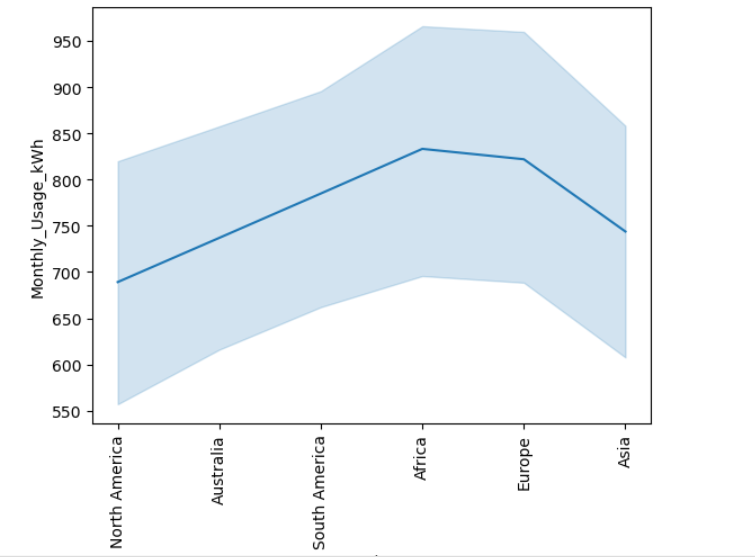 Monthly_Usage_kWh
950
900
850
800
750
700
650
600
550
North America
Australia
South America
Africa
Europe
Asia